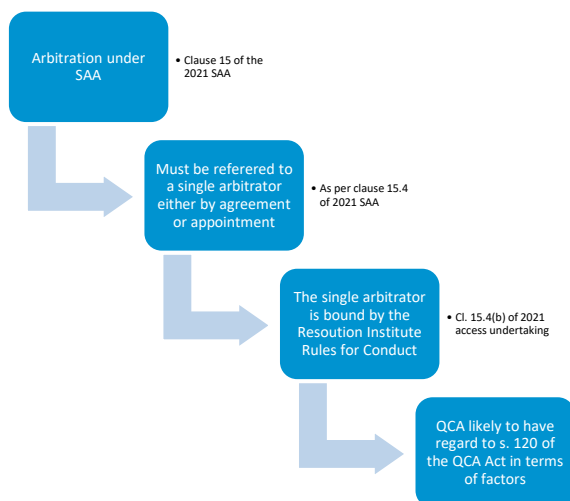 Arbitration under
SAA
• Clause 15 of the
2021 SAA
Must be referered to
a single arbitrator
either by agreement
or appointment
• As per clause 15.4
of 2021 SAA
The single arbitrator
is bound by the
Resoution Institute
Rules for Conduct
• Cl. 15.4(b) of 2021
access undertaking
QCA likely to have
regard to s. 120 of
the QCA Act in terms
of factors